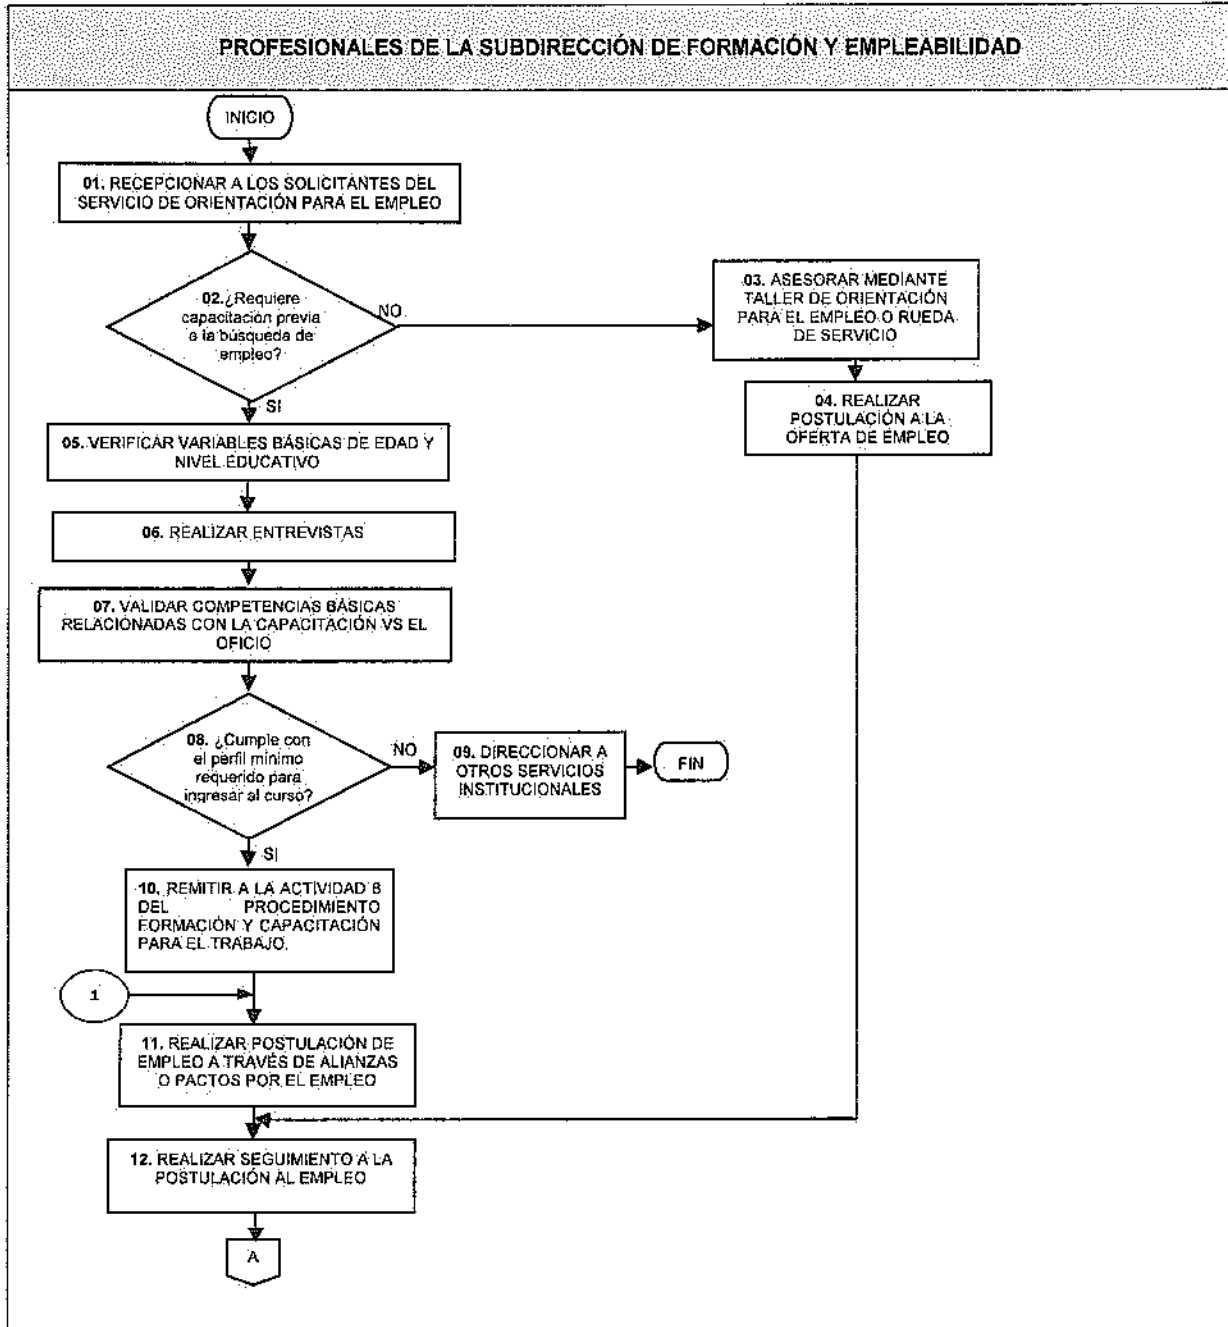 PROFESIONALES DE LA SUBDIRECCIÓN DE FORMACIÓN Y EMPLEABILIDAD
INICIO
01. RECEPCIONAR A LOS SOLICITANTES DEL
SERVICIO DE ORIENTACIÓN PARA EL EMPLEO
02. ¿Requiere
capacitación previa
a la búsqueda de
empleo?
NO
SI
03. ASESORAR MEDIANTE
TALLER DE ORIENTACIÓN
PARA EL EMPLEO O RUEDA
DE SERVICIO
04. REALIZAR
POSTULACIÓN A LA
OFERTA DE EMPLEO
05. VERIFICAR VARIABLES BÁSICAS DE EDAD Y
NIVEL EDUCATIVO
06. REALIZAR ENTREVISTAS
07. VALIDAR COMPETENCIAS BÁSICAS
RELACIONADAS CON LA CAPACITACIÓN VS EL
OFICIO
08. ¿Cumple con
el perfil mínimo
requerido para
ingresar al curso?
NO
09. DIRECCIONAR A
OTROS SERVICIOS
INSTITUCIONALES
FIN
SI
10. REMITIR A LA ACTIVIDAD 8
DEL PROCEDIMIENTO
FORMACIÓN Y CAPACITACIÓN
PARA EL TRABAJO.
1
11. REALIZAR POSTULACIÓN DE
EMPLEO A TRAVÉS DE ALIANZAS
O PACTOS POR EL EMPLEO
12. REALIZAR SEGUIMIENTO A LA
POSTULACIÓN AL EMPLEO
A